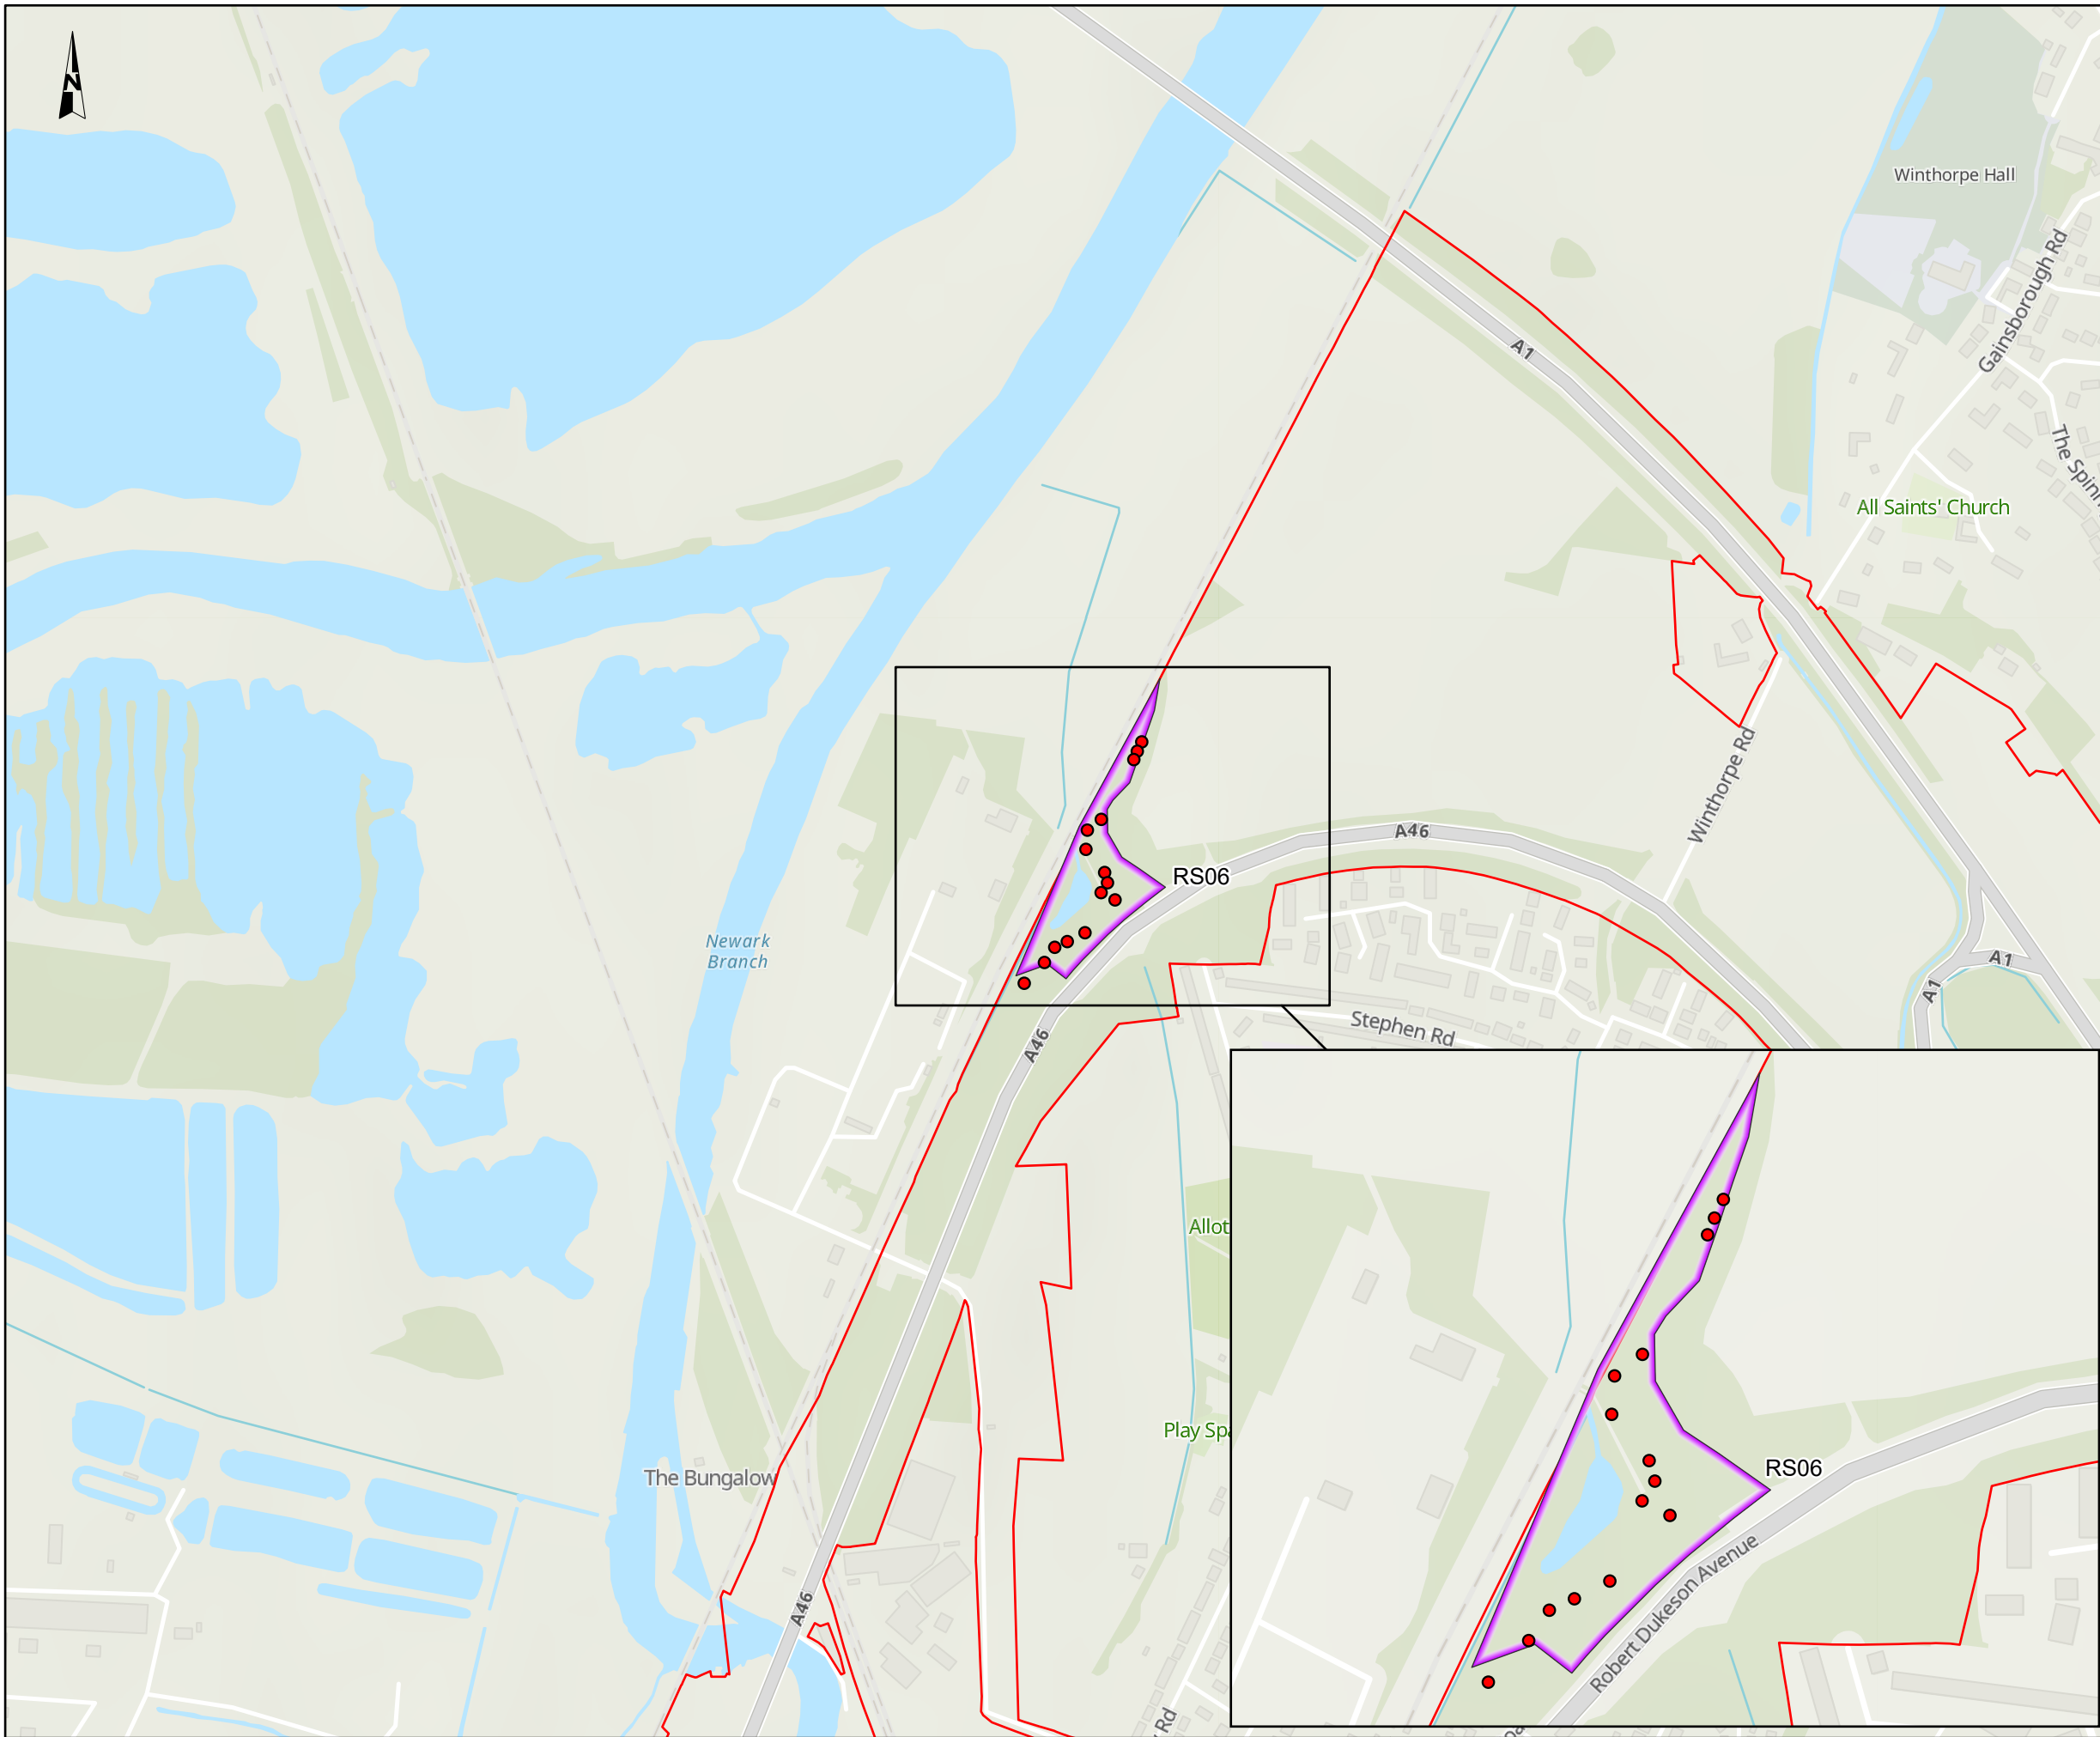 N
Winthorpe Hall
Gainsborough Rd
A1
The
All Saints' Church
Winthorpe Rd
A46
RS06
Newark
Branch
A1
A1
Stephen Rd
A46
Allot
RS06
Play Spa
The Bungalow
Robert Dukeson Avenue
A46
Rd